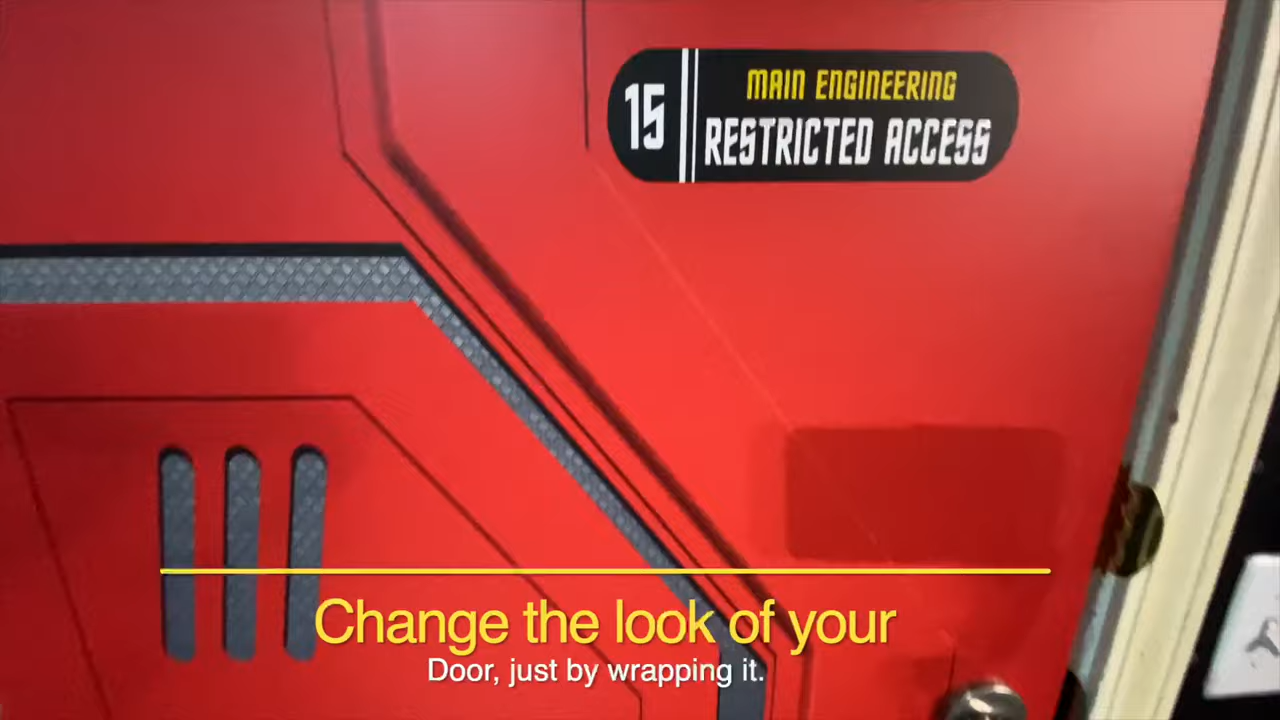 15
MAIN ENGINEERING
RESTRICTED ACCESS
Change the look of your
Door, just by wrapping it.